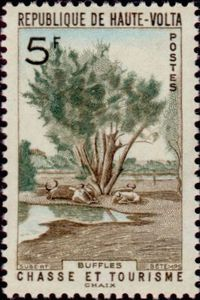 REPUBLIQUE DE HAUTE-VOLTA
5F
POSTES
BUFFLES
CHASSE ET TOURISME
CHAIX